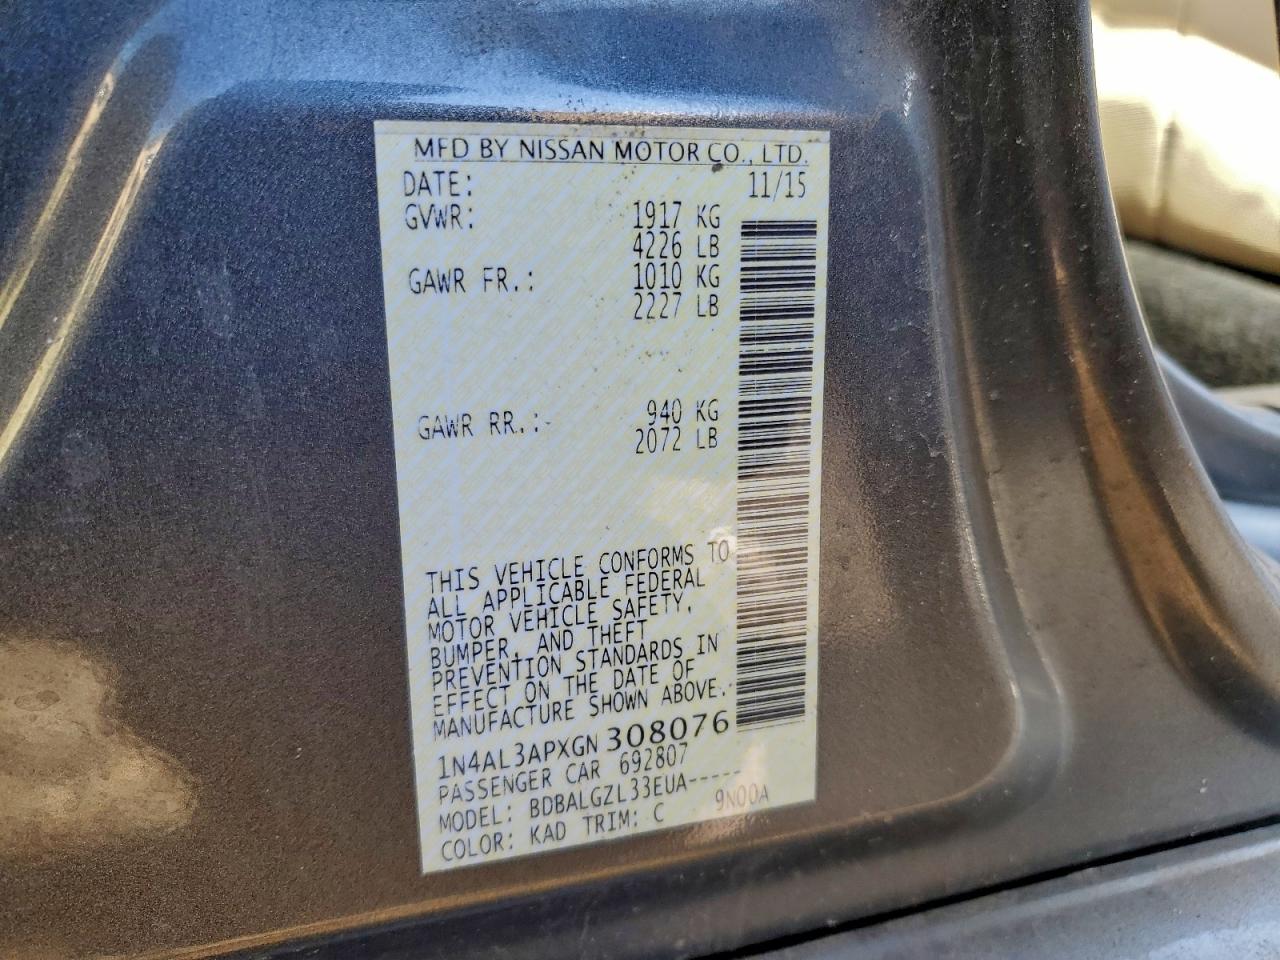 MFD BY NISSAN MOTOR CO., LTD.
DATE: 11/15
GVWR: 1917 KG
4226 LB
GAWR FR.: 1010 KG
2227 LB
GAWR RR.: 940 KG
2072 LB
THIS VEHICLE CONFORMS TO
ALL APPLICABLE FEDERAL
MOTOR VEHICLE SAFETY,
BUMPER, AND THEFT
PREVENTION STANDARDS IN
EFFECT ON THE DATE OF
MANUFACTURE SHOWN ABOVE.
1N4AL3APXGN308076
PASSENGER CAR 692807
MODEL: BDBALGZL33EUA-----
COLOR: KAD TRIM: C 9N00A